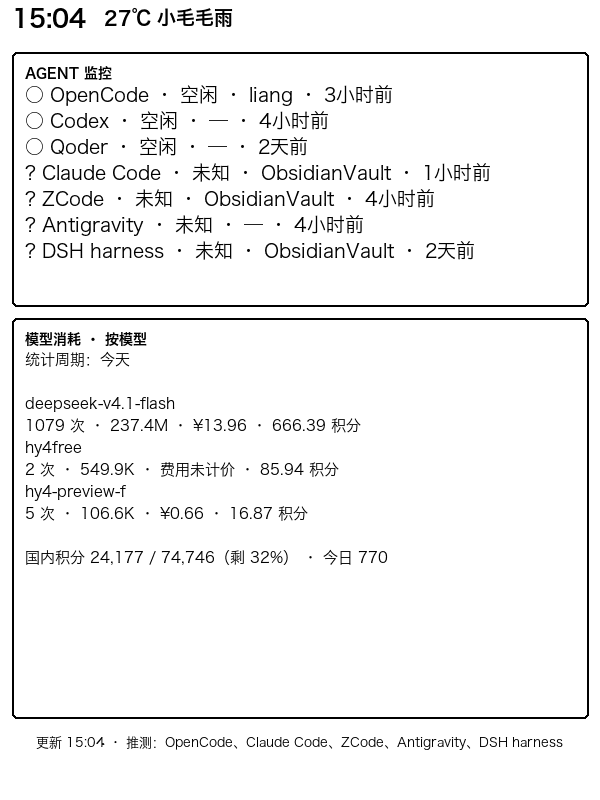 15:04 27℃ 小毛毛雨
AGENT 监控
○ OpenCode · 空闲 · liang · 3小时前
○ Codex · 空闲 · — · 4小时前
○ Qoder · 空闲 · — · 2天前
? Claude Code · 未知 · ObsidianVault · 1小时前
? ZCode · 未知 · ObsidianVault · 4小时前
? Antigravity · 未知 · — · 4小时前
? DSH harness · 未知 · ObsidianVault · 2天前
模型消耗 · 按模型
统计周期：今天
deepseek-v4.1-flash
1079 次 · 237.4M · ¥13.96 · 666.39 积分
hy4free
2 次 · 549.9K · 费用未计价 · 85.94 积分
hy4-preview-f
5 次 · 106.6K · ¥0.66 · 16.87 积分
国内积分 24,177 / 74,746（剩 32%） · 今日 770
更新 15:04 · 推测：OpenCode、Claude Code、ZCode、Antigravity、DSH harness